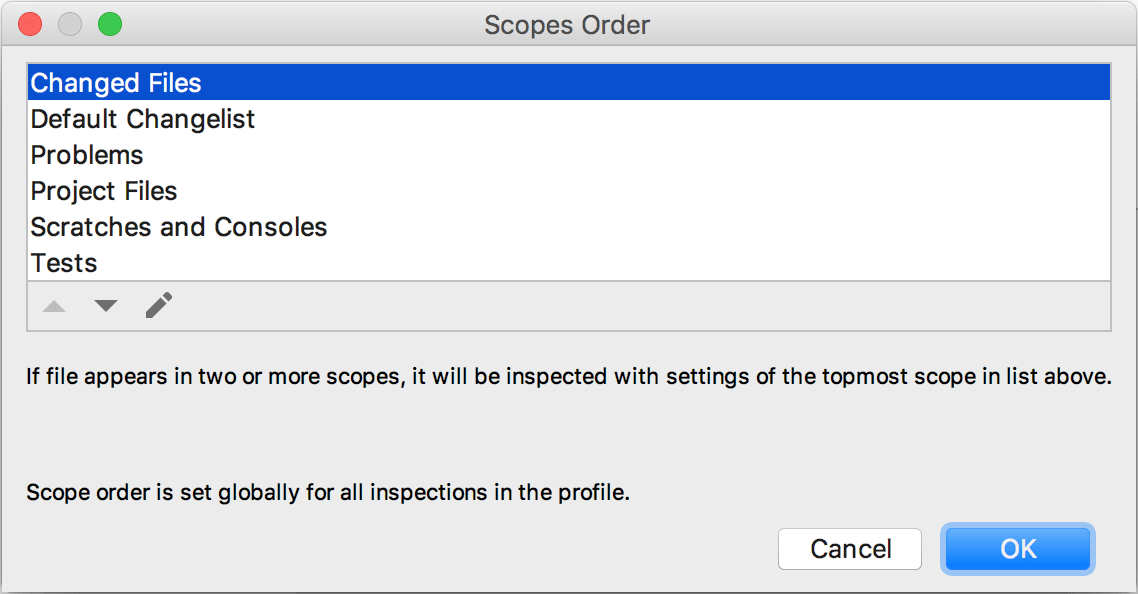 Scopes Order
Changed Files
Default Changelist
Problems
Project Files
Scratches and Consoles
Tests
If file appears in two or more scopes, it will be inspected with settings of the topmost scope in list above.
Scope order is set globally for all inspections in the profile.
Cancel
OK